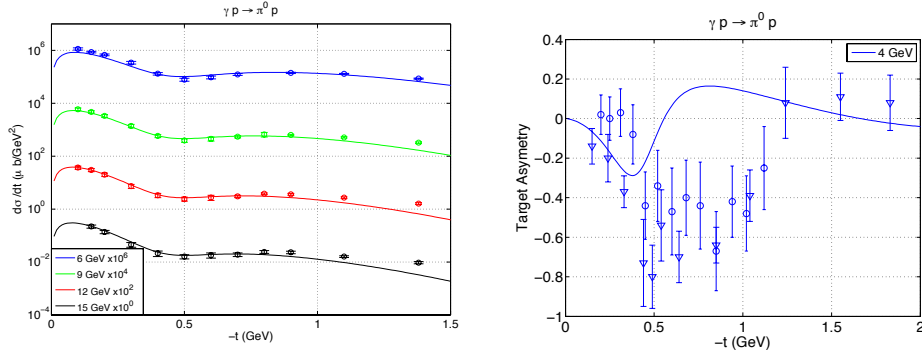 γ p → π⁰ p
dσ/dt (μ b/GeV²)
10⁶
10⁴
10²
10⁰
10⁻²
10⁻⁴
6 GeV x10⁶
9 GeV x10⁴
12 GeV x10²
15 GeV x10⁰
0 0.5 1 1.5
−t (GeV)
γ p → π⁰ p
Target Asymmetry
0.4
0.2
0
−0.2
−0.4
−0.6
−0.8
−1
4 GeV
0 0.5 1 1.5 2
−t (GeV)